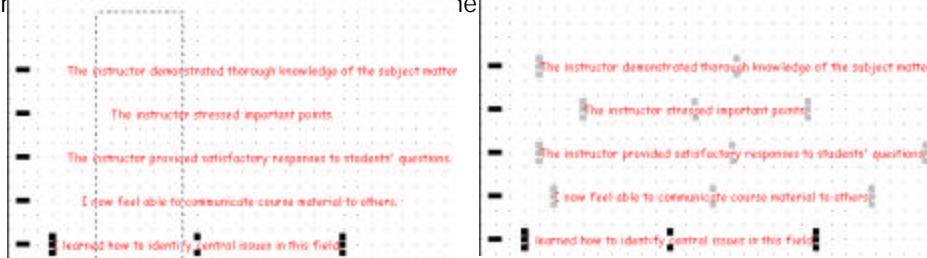 he
The instructor demonstrated thorough knowledge of the subject matter
The instructor stressed important points.
The instructor provided satisfactory responses to students' questions.
I now feel able to communicate course material to others.
learned how to identify central issues in this field
The instructor demonstrated thorough knowledge of the subject matte
The instructor stressed important points
The instructor provided satisfactory responses to students' questions
I now feel able to communicate course material to others
learned how to identify central issues in this field